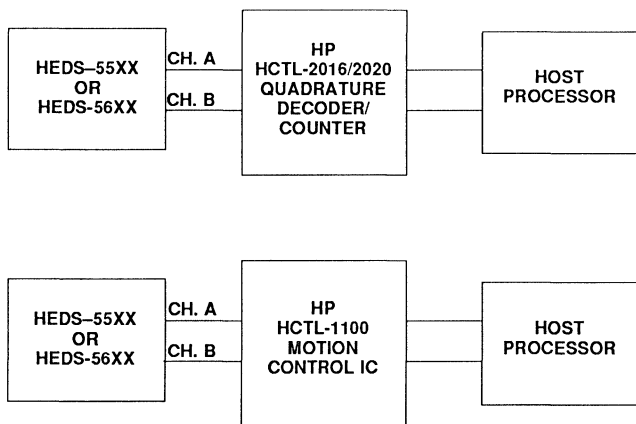 HEDS–55XX
OR
HEDS-56XX
CH. A
CH. B
HP
HCTL-2016/2020
QUADRATURE
DECODER/
COUNTER
HOST
PROCESSOR
HEDS–55XX
OR
HEDS-56XX
CH. A
CH. B
HP
HCTL-1100
MOTION
CONTROL IC
HOST
PROCESSOR